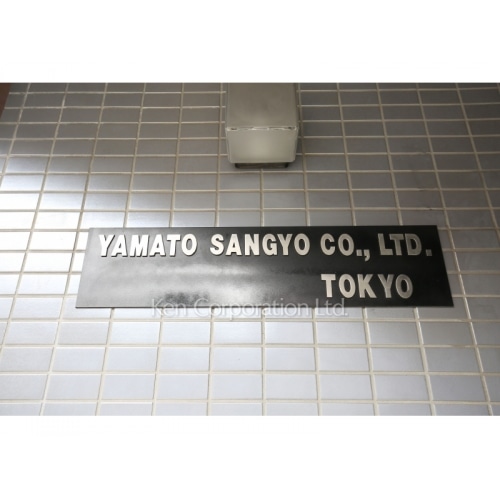 YAMATO SANGYO CO., LTD.
TOKYO
Ken Corporation Ltd.